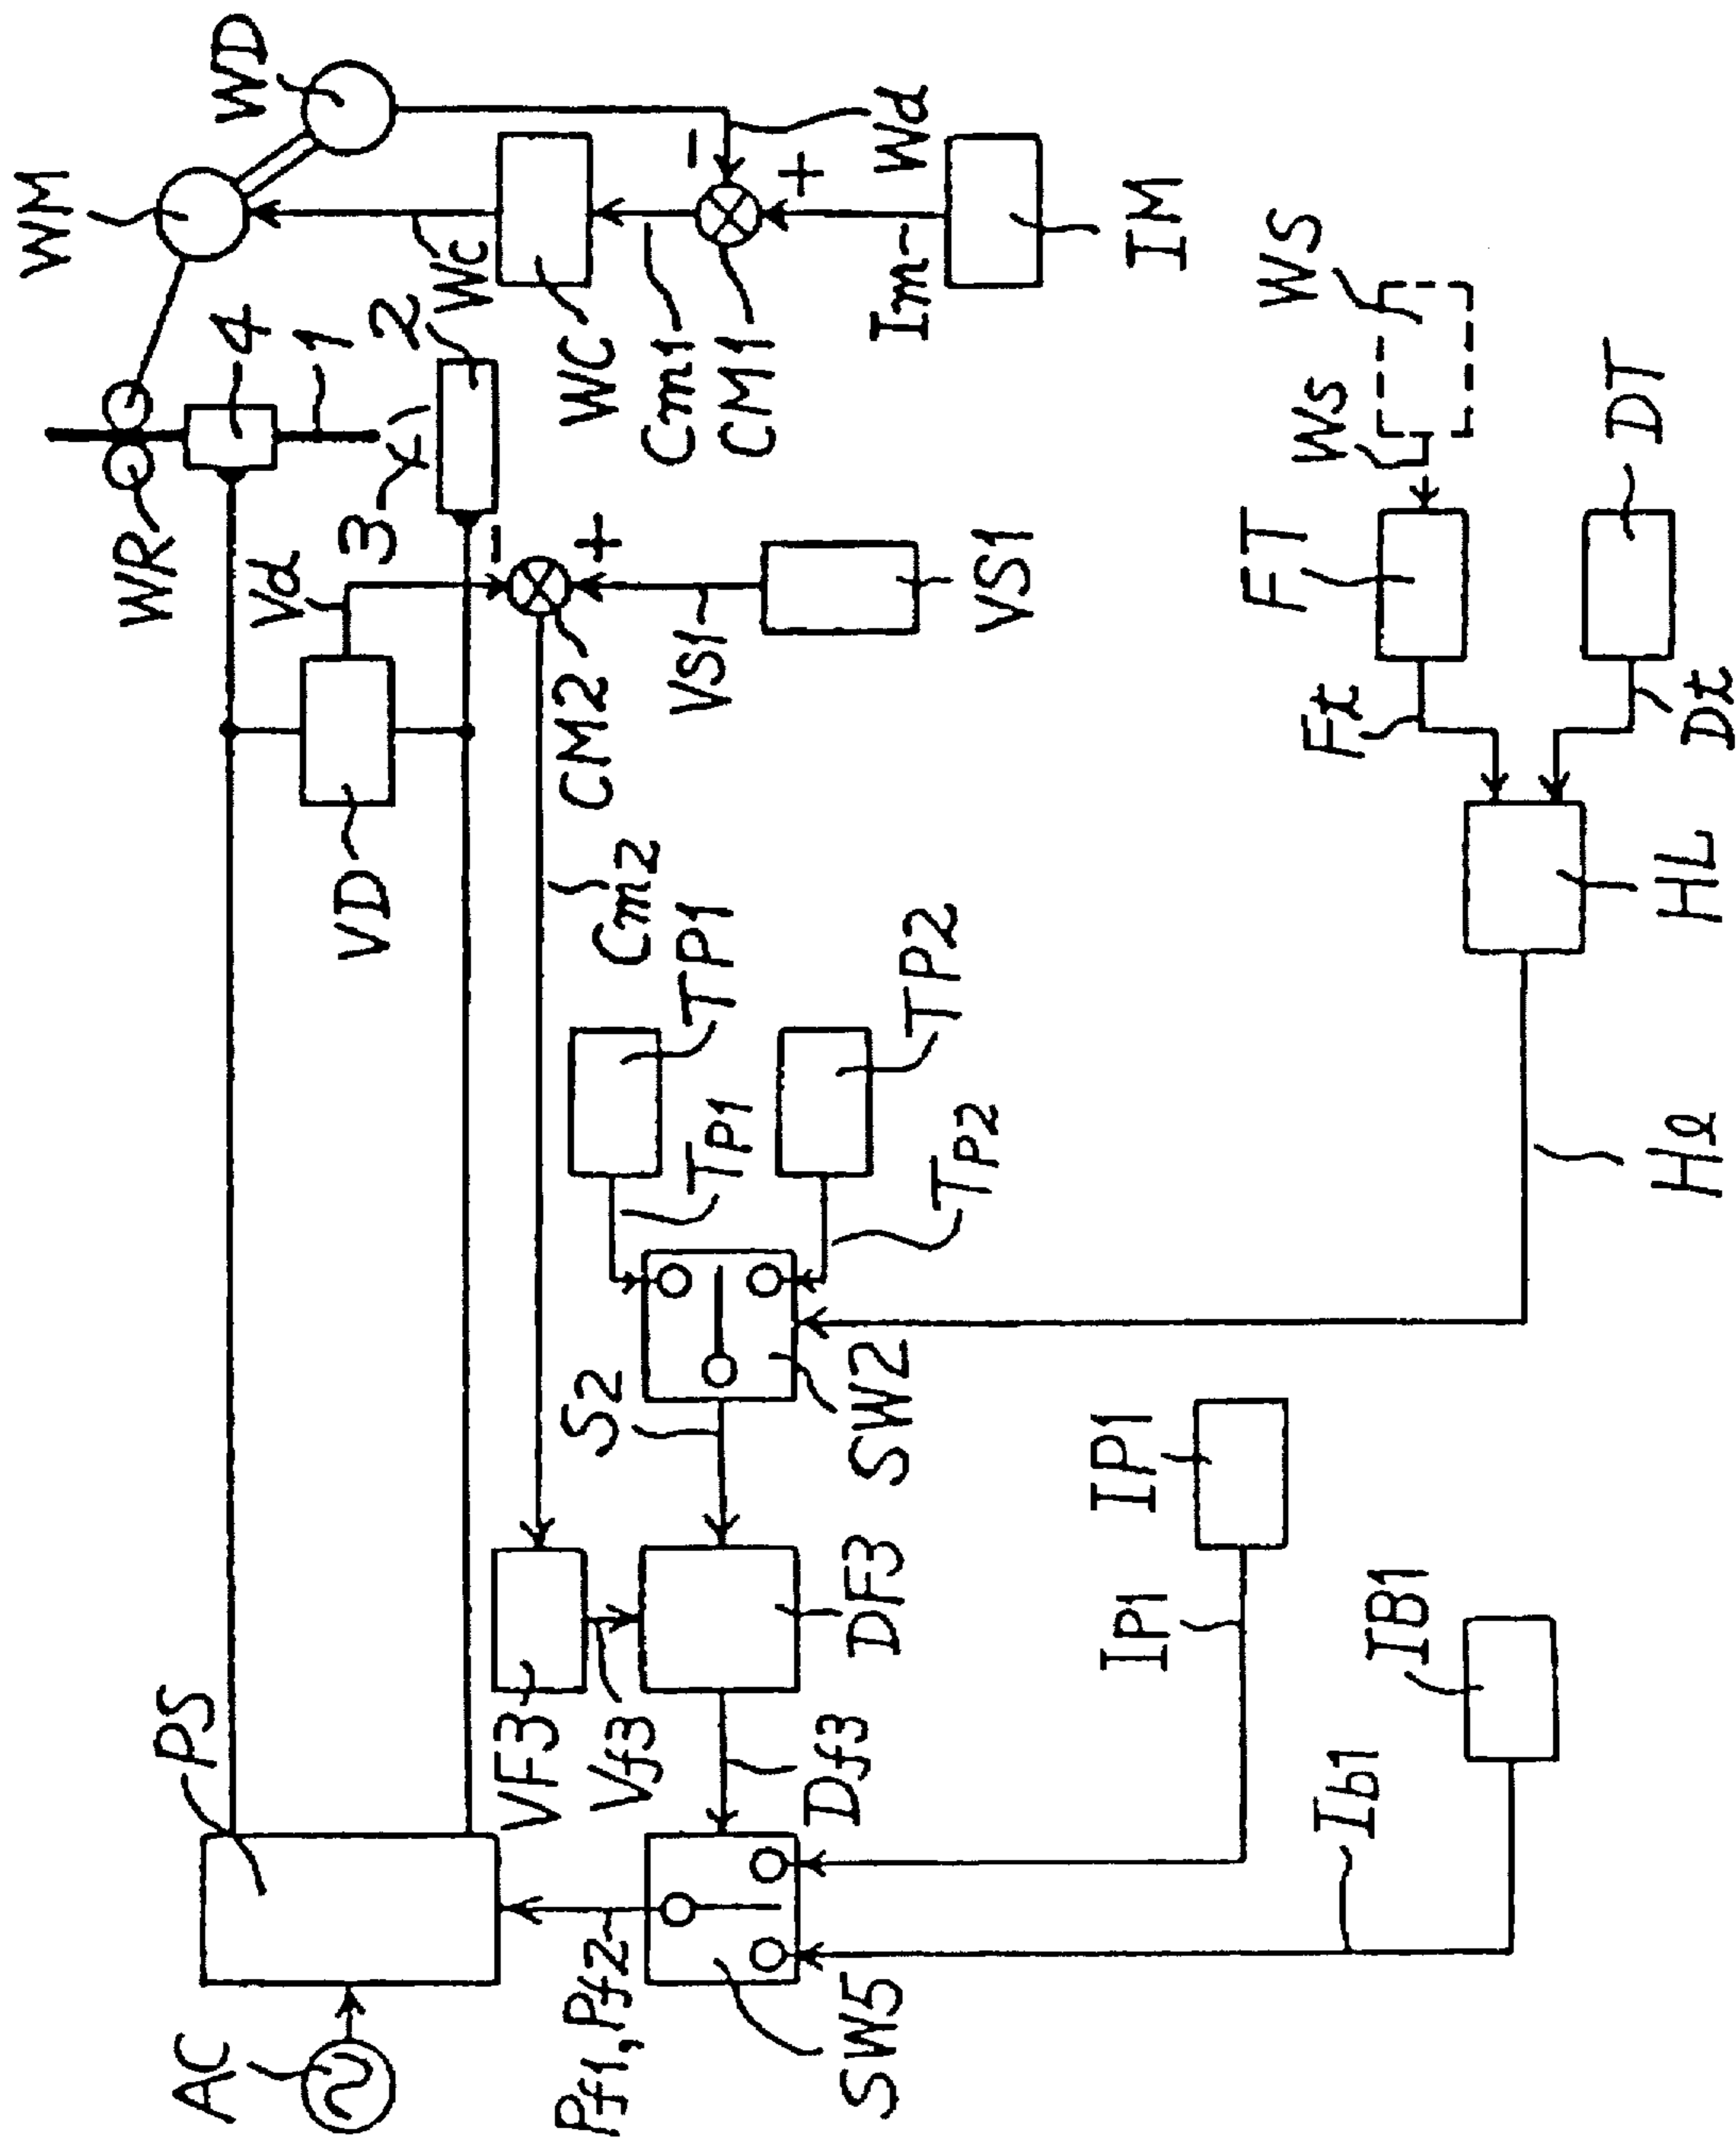 AC
PS
VD
Vd
WR
4
1
3
2
WM
WD
Wc
WC
Cm1
CM1
Wd
Im
IM
-
+
-
+
CM2
Cm2
VS1
VS1
TP1
TP1
TP2
TP2
S2
SW2
VF3
Vf3
DF3
Df3
Pf1, Pf2
SW5
IP1
IP1
IB1
Ib1
WS
Ws
FT
Ft
DT
Dt
HL
Hl